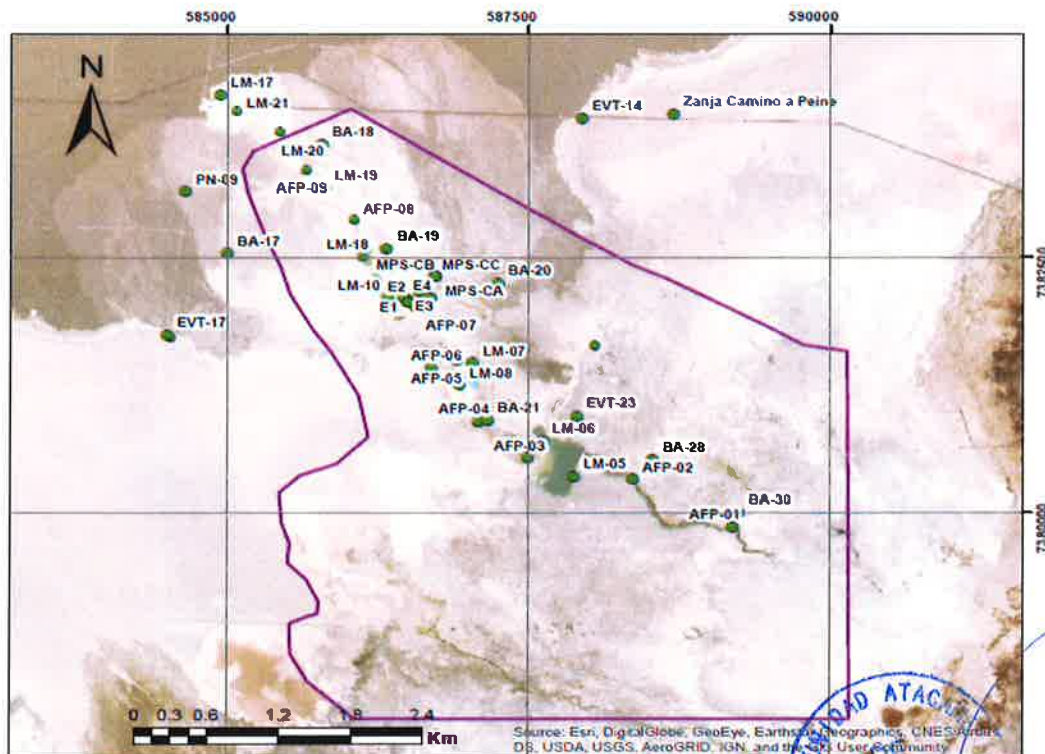 585000 587500 590000
N
LM-17
LM-21
EVT-14
Zanja Camino a Peine
BA-18
LM-20
PN-09
LM-19
AFP-09
AFP-08
BA-17
LM-18
BA-19
MPS-CB MPS-CC
BA-20
LM-10 E2 E4 MPS-CA
E1 E3
7382500
EVT-17
AFP-07
AFP-06 LM-07
AFP-05 LM-08
AFP-04 BA-21
EVT-23
LM-06
AFP-03
BA-28
LM-05
AFP-02
BA-30
AFP-01
7380000
0 0.3 0.6 1.2 1.8 2.4
Km
Source: Esri, DigitalGlobe, GeoEye, Earthstar Geographics, CNES/Airbus
DS, USDA, USGS, AeroGRID, IGN, and the GIS User Community